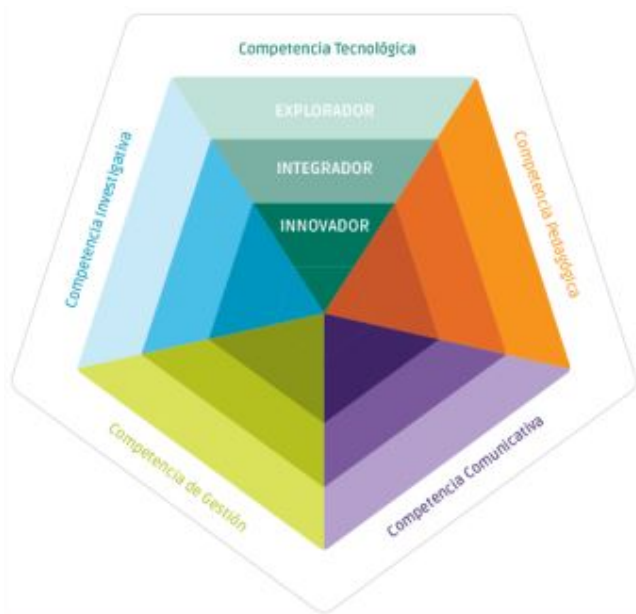 Competencia Tecnológica
EXPLORADOR
INTEGRADOR
INNOVADOR
Competencia Investigativa
Competencia Pedagógica
Competencia de Gestión
Competencia Comunicativa